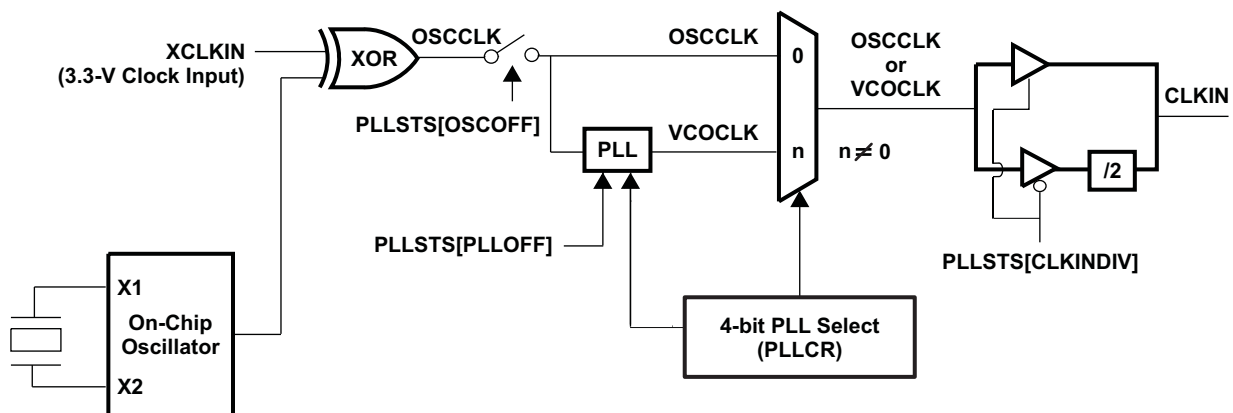 XCLKIN
(3.3-V Clock Input)
XOR
OSCCLK
PLLSTS[OSCOFF]
OSCCLK
0
PLL
VCOCLK
n
n ≠ 0
OSCCLK
or
VCOCLK
CLKIN
/2
PLLSTS[PLLOFF]
PLLSTS[CLKINDIV]
X1
On-Chip
Oscillator
X2
4-bit PLL Select
(PLLCR)